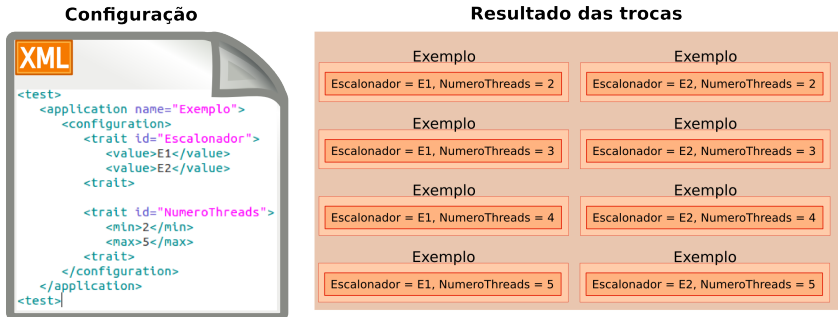 Configuração
XML
<test>
<application name="Exemplo">
<configuration>
<trait id="Escalonador">
<value>E1</value>
<value>E2</value>
<trait>
<trait id="NumeroThreads">
<min>2</min>
<max>5</max>
<trait>
</configuration>
</application>
<test>
Resultado das trocas
Exemplo
Escalonador = E1, NumeroThreads = 2
Exemplo
Escalonador = E2, NumeroThreads = 2
Exemplo
Escalonador = E1, NumeroThreads = 3
Exemplo
Escalonador = E2, NumeroThreads = 3
Exemplo
Escalonador = E1, NumeroThreads = 4
Exemplo
Escalonador = E2, NumeroThreads = 4
Exemplo
Escalonador = E1, NumeroThreads = 5
Exemplo
Escalonador = E2, NumeroThreads = 5